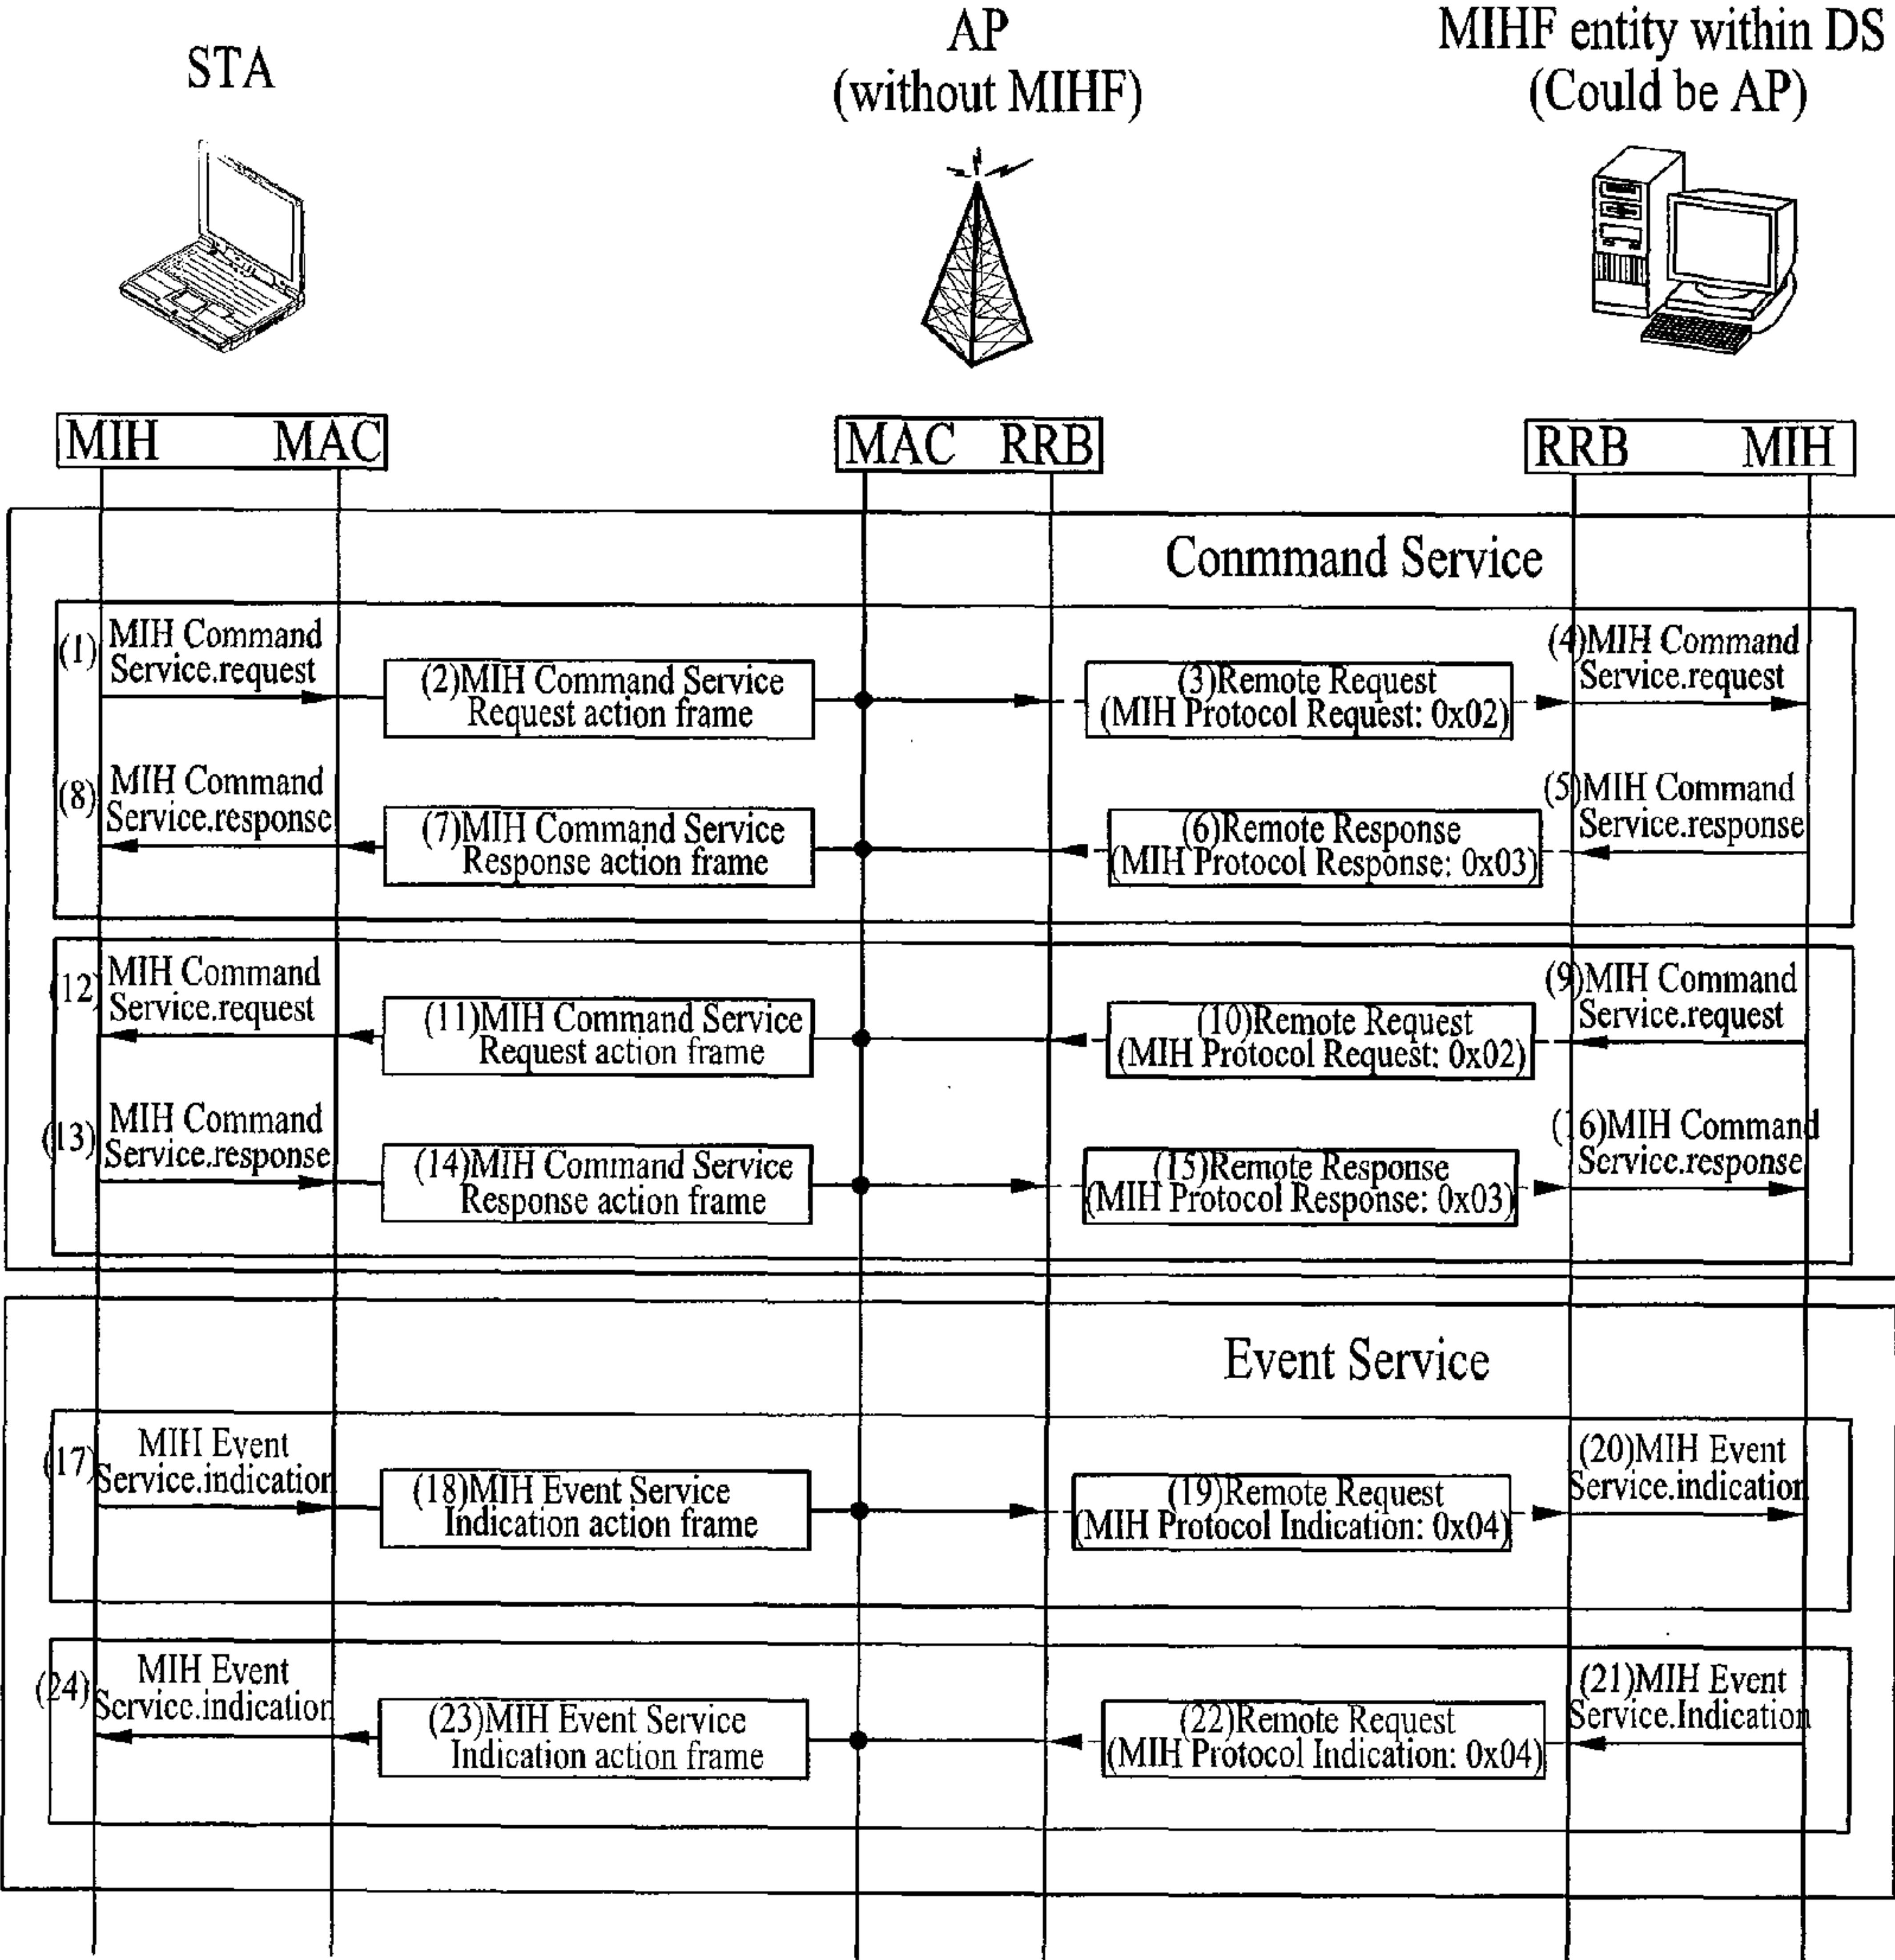 STA
AP
(without MIHF)
MIHF entity within DS
(Could be AP)
MIH MAC
MAC RRB
RRB MIH
Conmmand Service
(1) MIH Command
Service.request
(2)MIH Command Service
Request action frame
(3)Remote Request
(MIH Protocol Request: 0x02)
(4)MIH Command
Service.request
(8) MIH Command
Service.response
(7)MIH Command Service
Response action frame
(6)Remote Response
(MIH Protocol Response: 0x03)
(5)MIH Command
Service.response
(12) MIH Command
Service.request
(11)MIH Command Service
Request action frame
(10)Remote Request
(MIH Protocol Request: 0x02)
(9)MIH Command
Service.request
(13) MIH Command
Service.response
(14)MIH Command Service
Response action frame
(15)Remote Response
(MIH Protocol Response: 0x03)
(16)MIH Command
Service.response
Event Service
(17) MIH Event
Service.indication
(18)MIH Event Service
Indication action frame
(19)Remote Request
(MIH Protocol Indication: 0x04)
(20)MIH Event
Service.indication
(24) MIH Event
Service.indication
(23)MIH Event Service
Indication action frame
(22)Remote Request
(MIH Protocol Indication: 0x04)
(21)MIH Event
Service.Indication